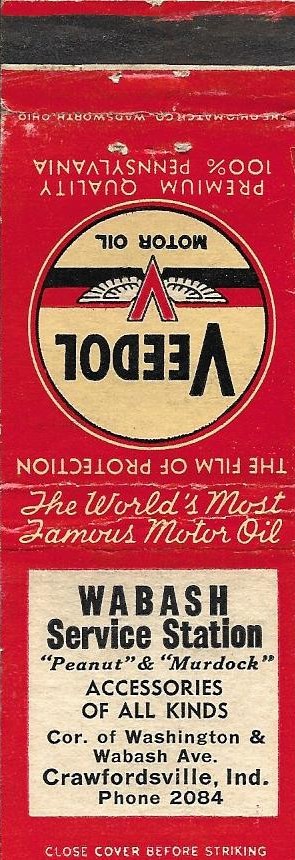 THE OHIO MATCH CO. WADSWORTH, OHIO
THE FILM OF PROTECTION
VEEDOL
MOTOR OIL
PREMIUM QUALITY
100% PENNSYLVANIA
The World's Most
Famous Motor Oil
WABASH
Service Station
"Peanut" & "Murdock"
ACCESSORIES
OF ALL KINDS
Cor. of Washington &
Wabash Ave.
Crawfordsville, Ind.
Phone 2084
CLOSE COVER BEFORE STRIKING